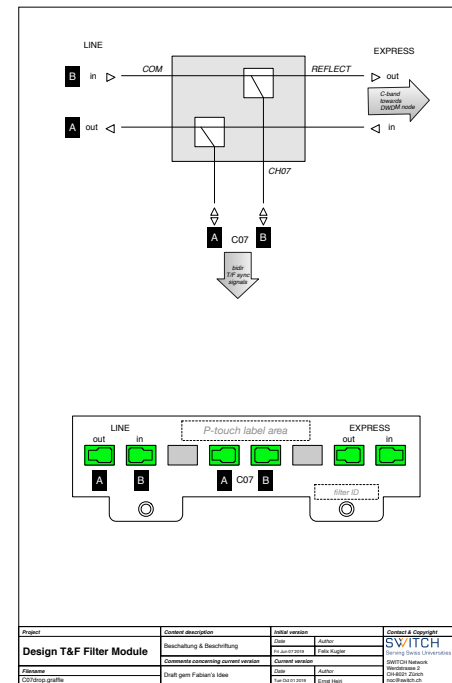 LINE
EXPRESS
B in COM REFLECT out
C-band
towards
DWDM node
A out in
CH07
A C07 B
bidir
T/F sync
signals
LINE P-touch label area EXPRESS
out in out in
A B A C07 B
filter ID
Project Content description Initial version Contact & Copyright
Design T&F Filter Module
Beschaltung & Beschriftung
Date Author
Fri Jun 07 2019 Felix Kugler
SWITCH
Serving Swiss Universities
Comments concerning current version Current version
Filename
C07drop.graffle
Draft gem Fabian's Idee
Date Author
Tue Oct 01 2019 Ernst Heiri
SWITCH Network
Werdstrasse 2
CH-8021 Zürich
noc@switch.ch